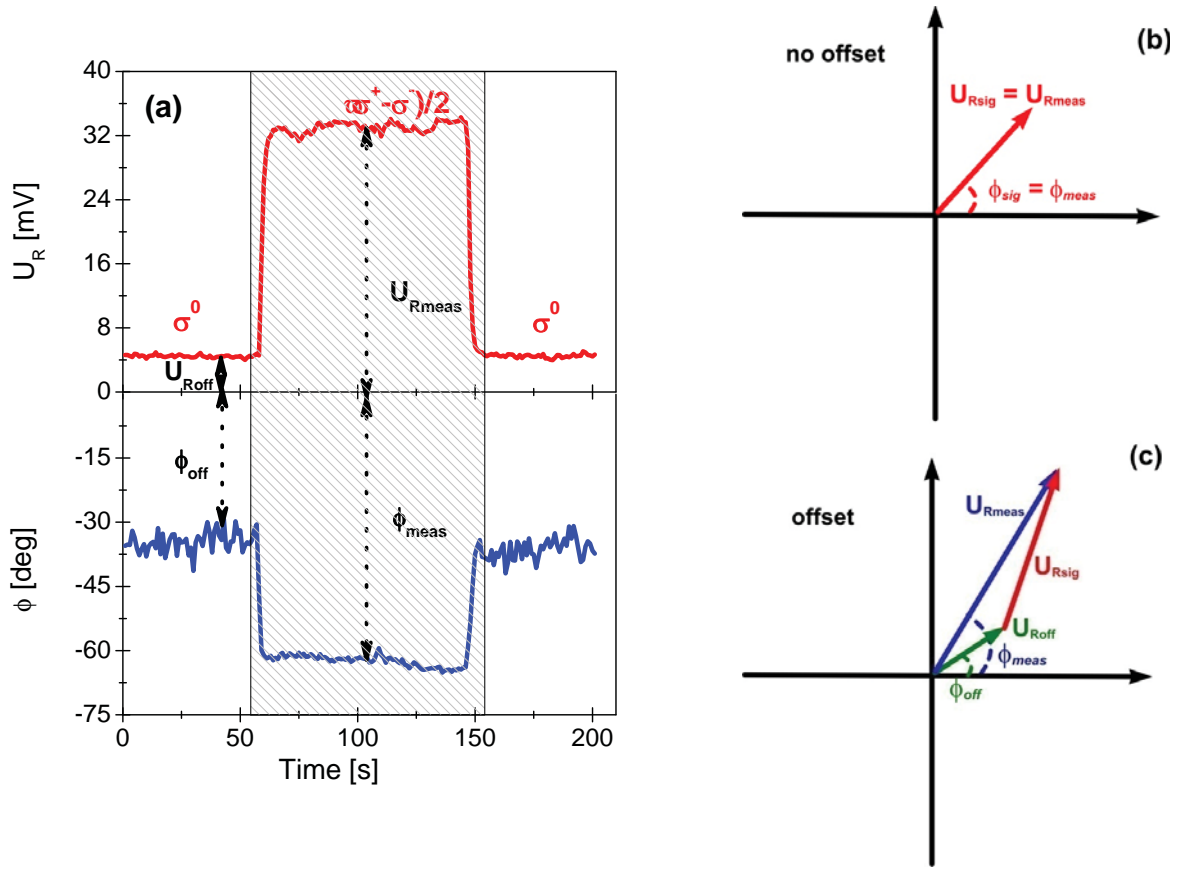 (a)
40
32
24
16
8
0
-15
-30
-45
-60
-75
U_R [mV]
ϕ [deg]
σ⁰
)/2
σ⁰
U_Rmeas
U_Roff
ϕ_off
ϕ_meas
0 50 100 150 200
Time [s]
(b)
no offset
U_Rsig = U_Rmeas
ϕ_sig = ϕ_meas
(c)
offset
U_Rmeas
U_Rsig
U_Roff
ϕ_meas
ϕ_off